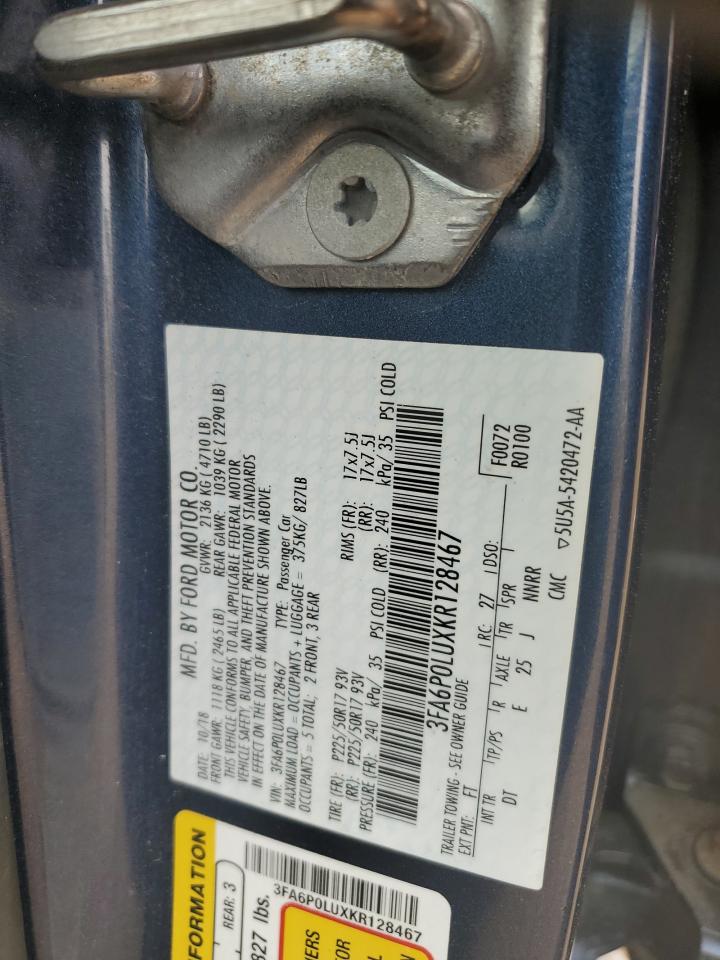 MFD. BY FORD MOTOR CO.
DATE: 10/18 GVWR: 2136 KG ( 4710 LB)
FRONT GAWR: 1118 KG ( 2465 LB) REAR GAWR: 1039 KG ( 2290 LB)
THIS VEHICLE CONFORMS TO ALL APPLICABLE FEDERAL MOTOR
VEHICLE SAFETY, BUMPER, AND THEFT PREVENTION STANDARDS
IN EFFECT ON THE DATE OF MANUFACTURE SHOWN ABOVE.
VIN: 3FA6P0LUXKR128467 TYPE: Passenger Car
MAXIMUM LOAD = OCCUPANTS + LUGGAGE = 375KG/ 827LB
OCCUPANTS = 5 TOTAL: 2 FRONT, 3 REAR
TIRE (FR): P225/50R17 93V RIMS (FR): 17x7.5J
(RR): P225/50R17 93V (RR): 17x7.5J
PRESSURE (FR): 240 kPa/ 35 PSI COLD (RR): 240 kPa/ 35 PSI COLD
3FA6P0LUXKR128467
TRAILER TOWING - SEE OWNER GUIDE
EXT PNT: FT RC: 27 DSO: F0072
R0100
INT TR TP/PS R AXLE TR SPR
DT E 25 J NNRR
CMC ▽5U5A-5420472-AA
FORMATION
REAR: 3
827 lbs.
3FA6P0LUXKR128467